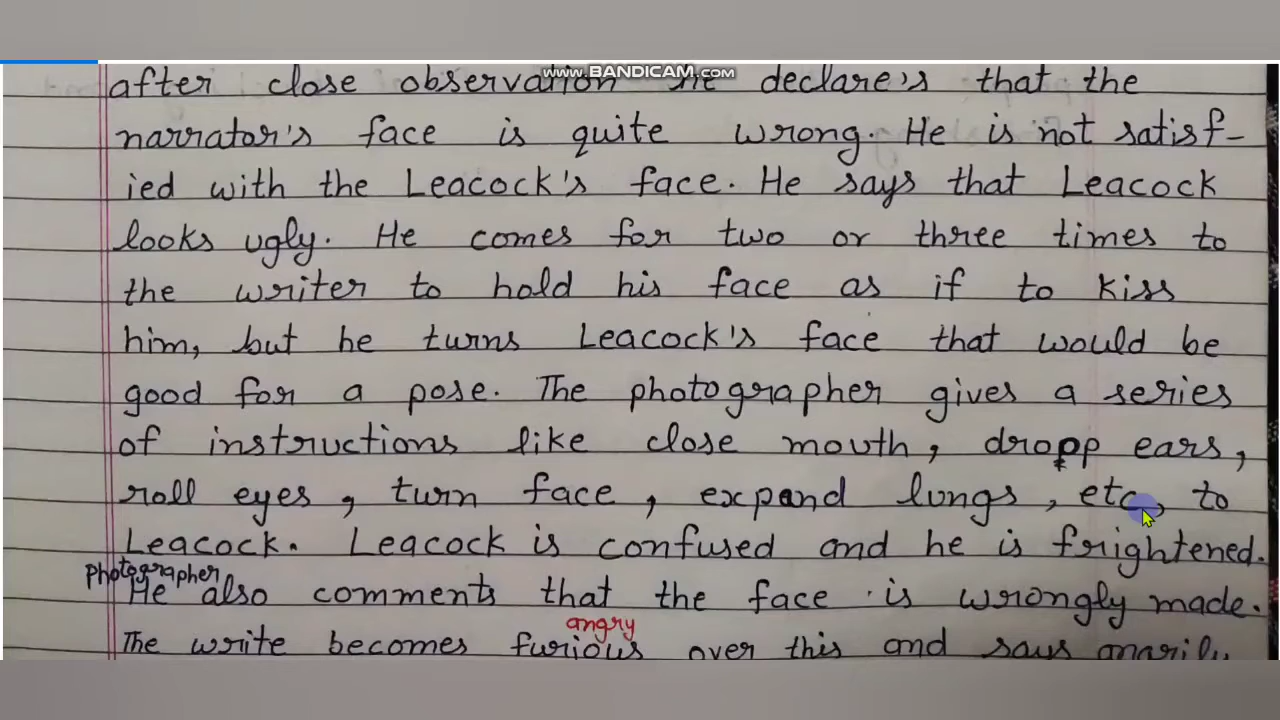 www.BANDICAM.com
after close observation he declare's that the
narrator's face is quite wrong. He is not satisf-
ied with the Leacock's face. He says that Leacock
looks ugly. He comes for two or three times to
the writer to hold his face as if to kiss
him, but he turns Leacock's face that would be
good for a pose. The photographer gives a series
of instructions like close mouth, dropp ears,
roll eyes, turn face, expand lungs, etc, to
Leacock. Leacock is confused and he is frightened.
Photographer
He also comments that the face is wrongly made.
angry
The write becomes furious over this and says